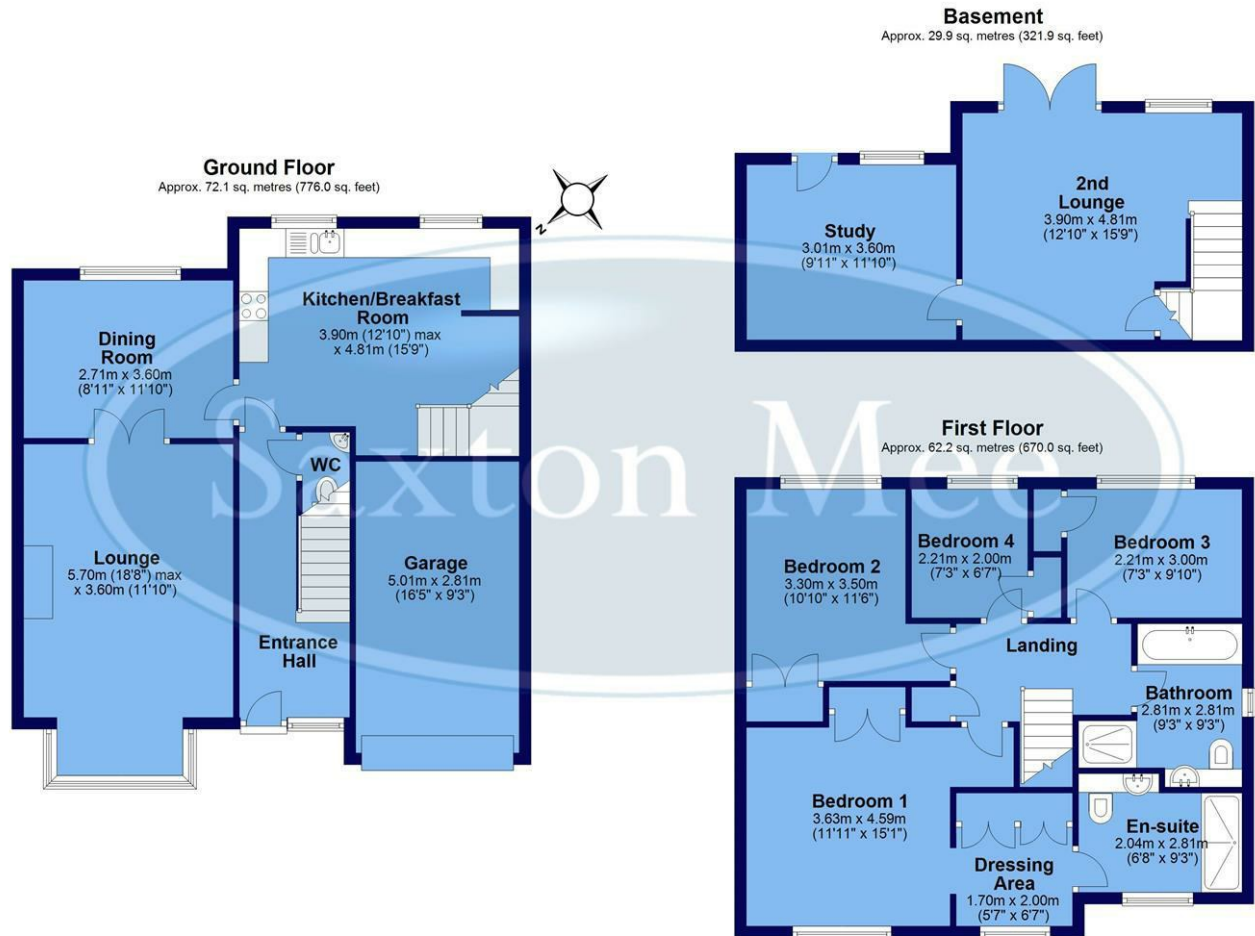 Basement
Approx. 29.9 sq. metres (321.9 sq. feet)
2nd
Lounge
3.90m x 4.81m
(12'10" x 15'9")
Study
3.01m x 3.60m
(9'11" x 11'10")
Ground Floor
Approx. 72.1 sq. metres (776.0 sq. feet)
N
Kitchen/Breakfast
Room
3.90m (12'10") max
x 4.81m (15'9")
Dining
Room
2.71m x 3.60m
(8'11" x 11'10")
WC
Lounge
5.70m (18'8") max
x 3.60m (11'10")
Garage
5.01m x 2.81m
(16'5" x 9'3")
Entrance
Hall
First Floor
Approx. 62.2 sq. metres (670.0 sq. feet)
Bedroom 2
3.30m x 3.50m
(10'10" x 11'6")
Bedroom 4
2.21m x 2.00m
(7'3" x 6'7")
Bedroom 3
2.21m x 3.00m
(7'3" x 9'10")
Landing
Bathroom
2.81m x 2.81m
(9'3" x 9'3")
Bedroom 1
3.63m x 4.59m
(11'11" x 15'1")
Dressing
Area
1.70m x 2.00m
(5'7" x 6'7")
En-suite
2.04m x 2.81m
(6'8" x 9'3")
Saxton Mee